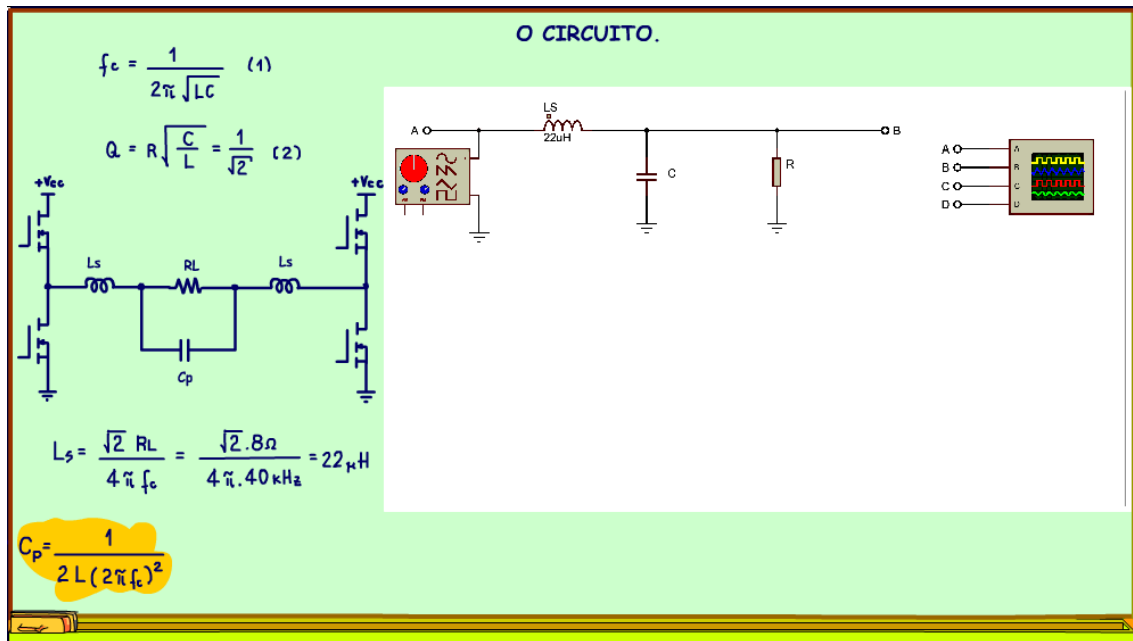 O CIRCUITO.
fc = 1 / 2π √LC (1)
Q = R √(C / L) = 1 / √2 (2)
+Vcc +Vcc
Ls RL Ls
Cp
Ls = √2 RL / 4π fc = √2 . 8Ω / 4π . 40 kHz = 22 μH
Cp = 1 / 2 L (2π fc)²
LS
A B
22uH
C R
A A
B B
C C
D D